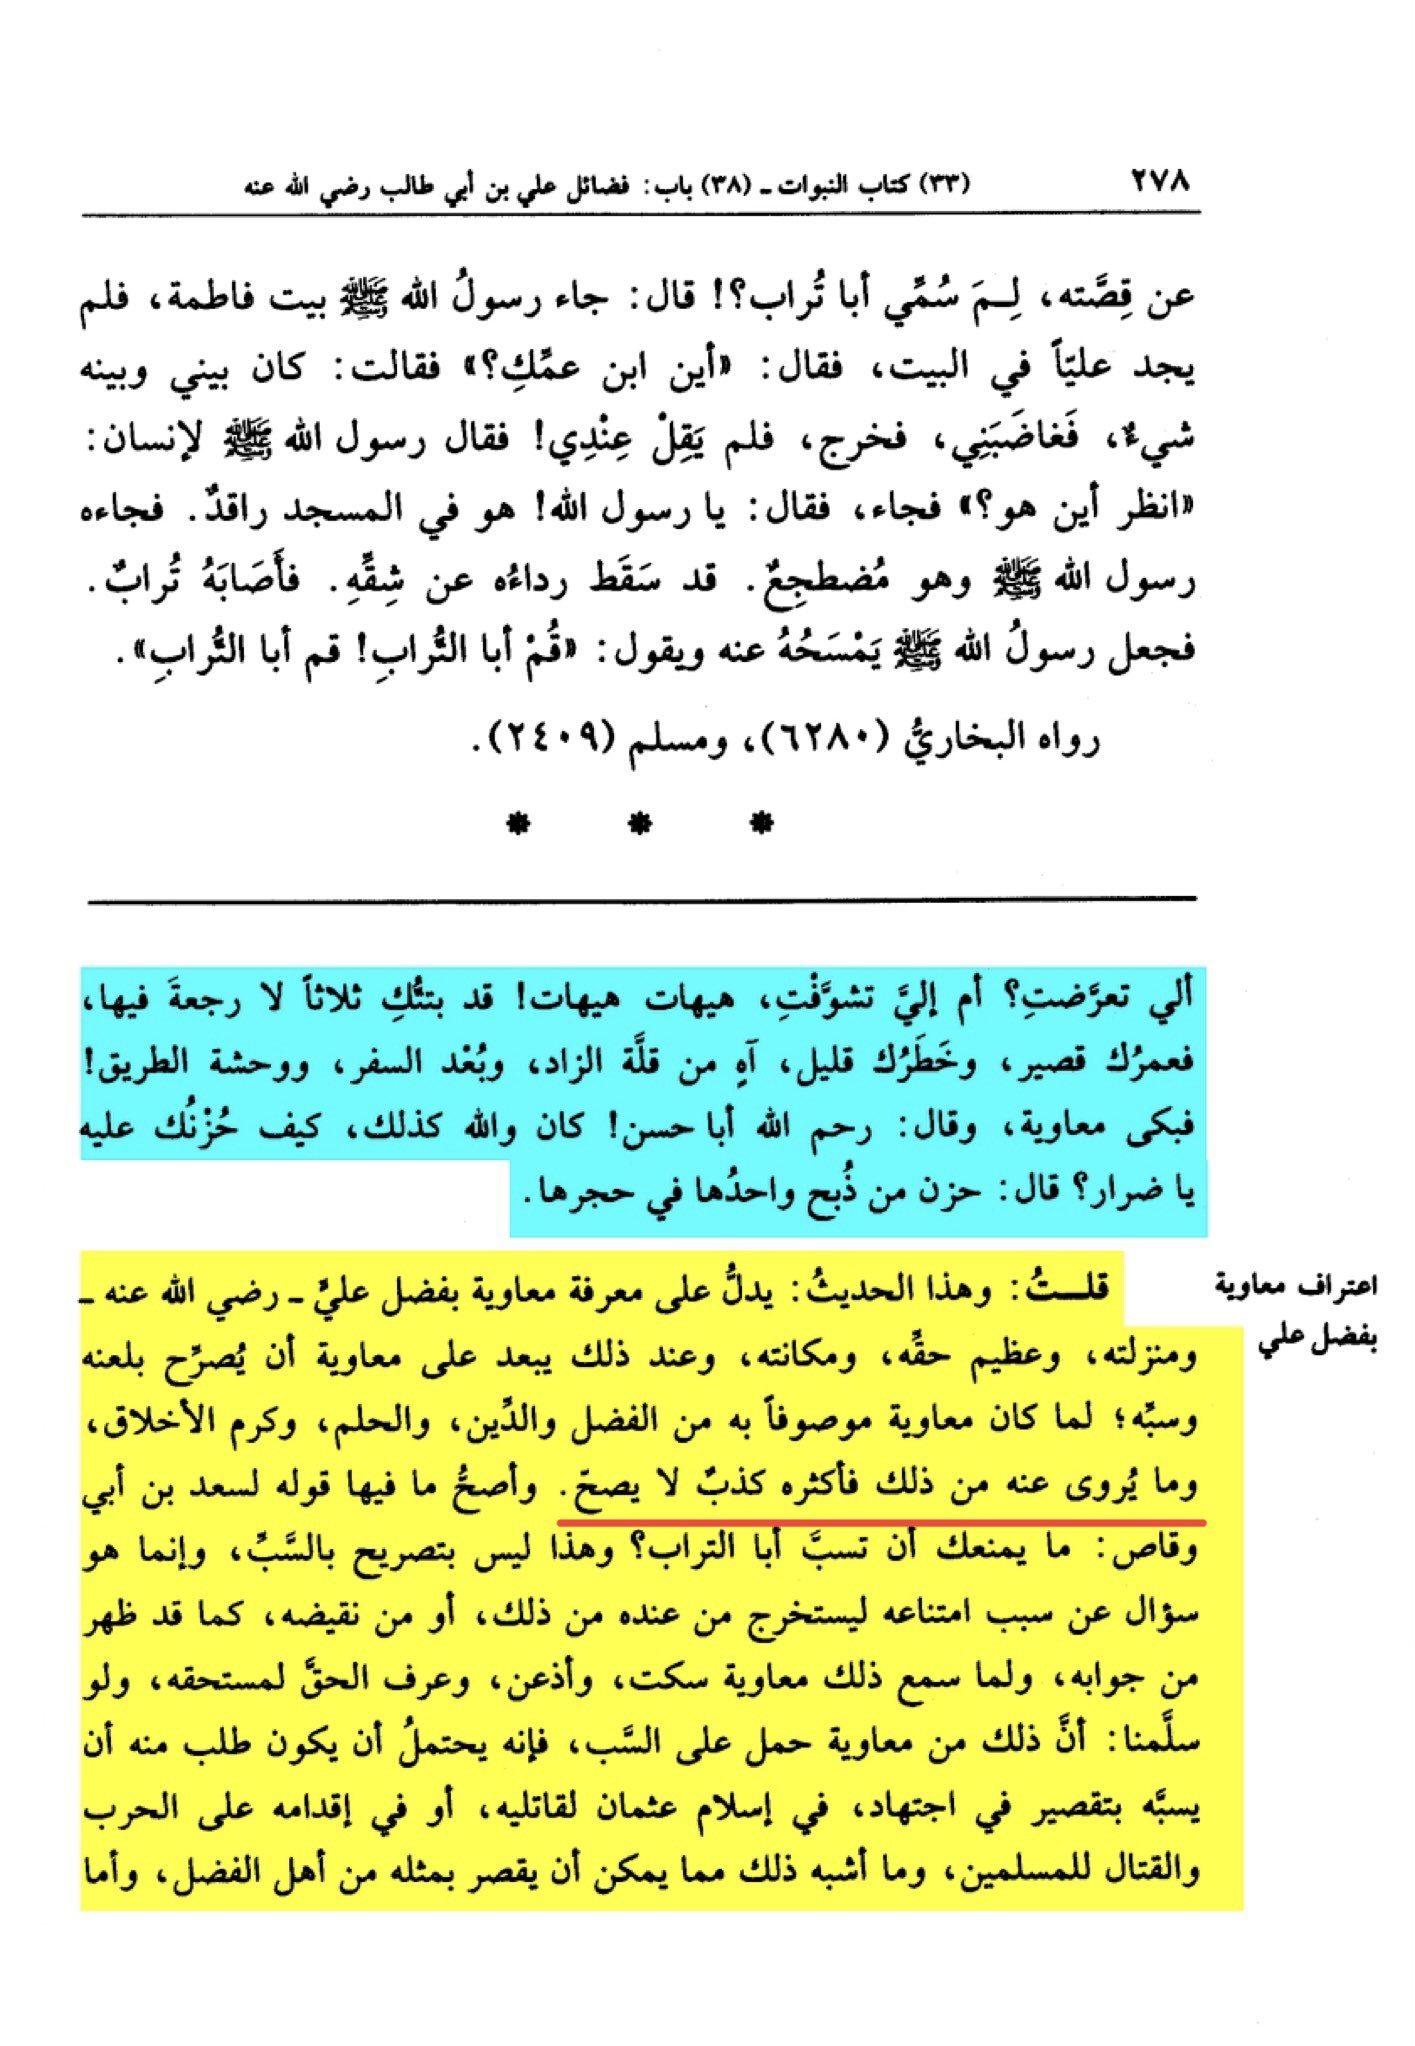 ٢٧٨
(٣٣) كتاب النبوات ـ (٣٨) باب: فضائل علي بن أبي طالب رضي الله عنه
عن قِصَّته، لِـمَ سُمِّي أبا تُراب؟! قال: جاء رسولُ الله ﷺ بيت فاطمة، فلم
يجد عليّاً في البيت، فقال: «أين ابن عمِّكِ؟» فقالت: كان بيني وبينه
شيءٌ، فَغاضَبَنِي، فخرج، فلم يَقِلْ عِنْدِي! فقال رسول الله ﷺ لإنسان:
«انظر أين هو؟» فجاء، فقال: يا رسول الله! هو في المسجد راقدٌ. فجاءه
رسول الله ﷺ وهو مُضطجِعٌ. قد سَقَط رداءُه عن شِقِّهِ. فأَصَابَهُ تُرابٌ.
فجعل رسولُ الله ﷺ يَمْسَحُهُ عنه ويقول: «قُمْ أبا التُّرابِ! قم أبا التُّرابِ».
رواه البخاريُّ (٦٢٨٠)، ومسلم (٢٤٠٩).
* * *
ألي تعرَّضتِ؟ أم إليَّ تشوَّفْتِ، هيهات هيهات! قد بتتُّكِ ثلاثاً لا رجعةَ فيها،
فعمرُك قصير، وخَطَرُك قليل، آهٍ من قلَّة الزاد، وبُعْد السفر، ووحشة الطريق!
فبكى معاوية، وقال: رحم الله أبا حسن! كان والله كذلك، كيف حُزْنُك عليه
يا ضرار؟ قال: حزن من ذُبح واحدُها في حجرها.
قلـــتُ: وهذا الحديثُ: يدلُّ على معرفة معاوية بفضل عليٍّ ـ رضي الله عنه ـ
اعتراف معاوية
بفضل علي
ومنزلته، وعظيم حقِّه، ومكانته، وعند ذلك يبعد على معاوية أن يُصرِّح بلعنه
وسبِّه؛ لما كان معاوية موصوفاً به من الفضل والدِّين، والحلم، وكرم الأخلاق،
وما يُروى عنه من ذلك فأكثره كذبٌ لا يصحّ. وأصحُّ ما فيها قوله لسعد بن أبي
وقاص: ما يمنعك أن تسبَّ أبا التراب؟ وهذا ليس بتصريح بالسَّبِّ، وإنما هو
سؤال عن سبب امتناعه ليستخرج من عنده من ذلك، أو من نقيضه، كما قد ظهر
من جوابه، ولما سمع ذلك معاوية سكت، وأذعن، وعرف الحقَّ لمستحقه، ولو
سلَّمنا: أنَّ ذلك من معاوية حمل على السَّب، فإنه يحتملُ أن يكون طلب منه أن
يسبَّه بتقصير في اجتهاد، في إسلام عثمان لقاتليه، أو في إقدامه على الحرب
والقتال للمسلمين، وما أشبه ذلك مما يمكن أن يقصر بمثله من أهل الفضل، وأما